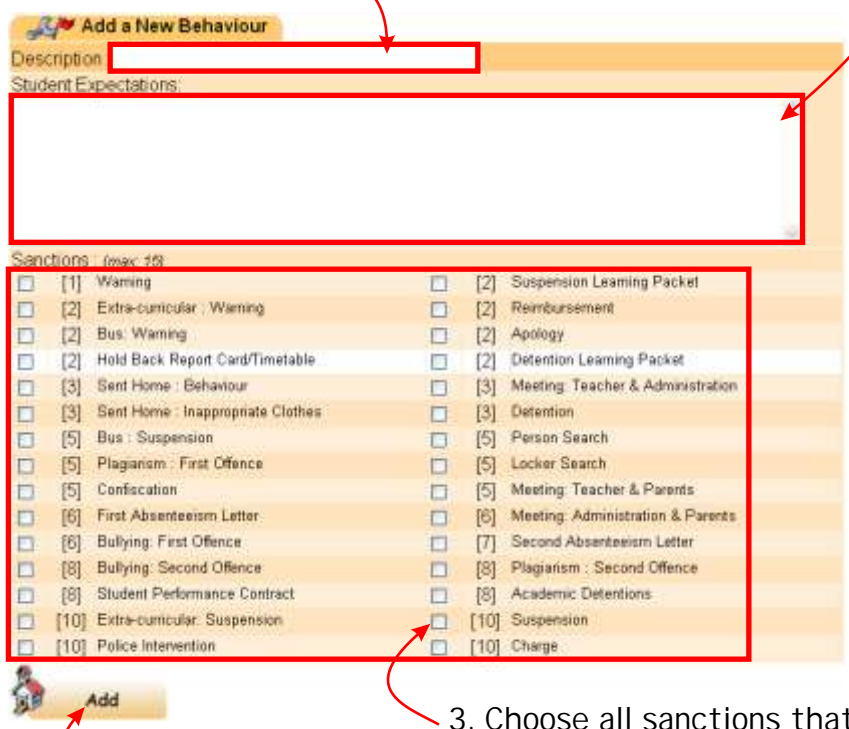 Add a New Behaviour
Description
Student Expectations:
Sanctions : (max: 15)
[1] Warning [2] Suspension Learning Packet
[2] Extra-curricular : Warning [2] Reimbursement
[2] Bus: Warning [2] Apology
[2] Hold Back Report Card/Timetable [2] Detention Learning Packet
[3] Sent Home : Behaviour [3] Meeting: Teacher & Administration
[3] Sent Home : Inappropriate Clothes [3] Detention
[5] Bus : Suspension [5] Person Search
[5] Plagiarism : First Offence [5] Locker Search
[5] Confiscation [5] Meeting: Teacher & Parents
[6] First Absenteeism Letter [6] Meeting: Administration & Parents
[6] Bullying: First Offence [7] Second Absenteeism Letter
[8] Bullying: Second Offence [8] Plagiarism : Second Offence
[8] Student Performance Contract [8] Academic Detentions
[10] Extra-curricular: Suspension [10] Suspension
[10] Police Intervention [10] Charge
Add
3. Choose all sanctions that